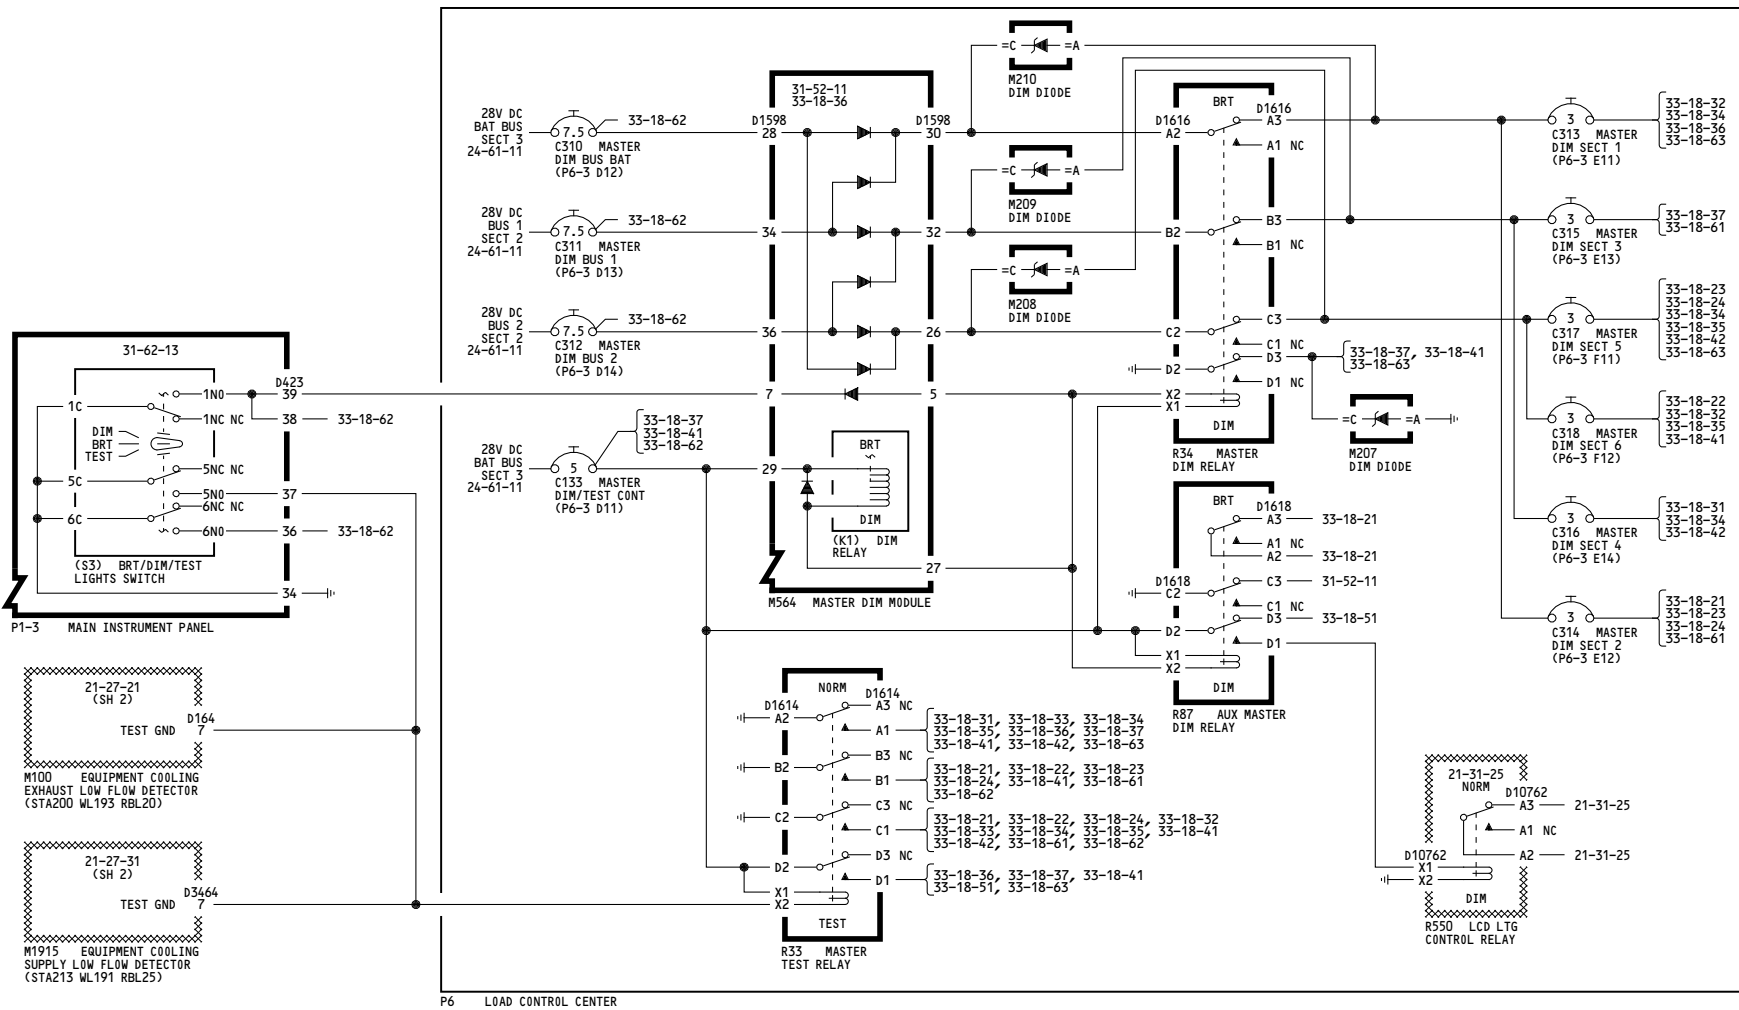 31-62-13
1C
DIM
BRT
TEST
5C
6C
1NO
1NC NC
5NC NC
5NO
6NC NC
6NO
D423
39
38
33-18-62
37
36
33-18-62
34
(S3) BRT/DIM/TEST
LIGHTS SWITCH
P1-3 MAIN INSTRUMENT PANEL
21-27-21
(SH 2)
D164
TEST GND 7
M100 EQUIPMENT COOLING
EXHAUST LOW FLOW DETECTOR
(STA200 WL193 RBL20)
21-27-31
(SH 2)
D3464
TEST GND 7
M1915 EQUIPMENT COOLING
SUPPLY LOW FLOW DETECTOR
(STA213 WL191 RBL25)
28V DC
BAT BUS
SECT 3
24-61-11
7.5
33-18-62
C310 MASTER
DIM BUS BAT
(P6-3 D12)
28V DC
BUS 1
SECT 2
24-61-11
7.5
33-18-62
C311 MASTER
DIM BUS 1
(P6-3 D13)
28V DC
BUS 2
SECT 2
24-61-11
7.5
33-18-62
C312 MASTER
DIM BUS 2
(P6-3 D14)
33-18-37
33-18-41
33-18-62
28V DC
BAT BUS
SECT 3
24-61-11
5
C133 MASTER
DIM/TEST CONT
(P6-3 D11)
31-52-11
33-18-36
D1598
28
34
36
7
29
D1598
30
32
26
5
27
BRT
DIM
(K1) DIM
RELAY
M564 MASTER DIM MODULE
=C
=A
M210
DIM DIODE
=C
=A
M209
DIM DIODE
=C
=A
M208
DIM DIODE
BRT
D1616
A2
B2
C2
D2
X2
X1
D1616
A3
A1 NC
B3
B1 NC
C3
C1 NC
D3
D1 NC
DIM
R34 MASTER
DIM RELAY
33-18-37, 33-18-41
33-18-63
=C
=A
M207
DIM DIODE
BRT
D1618
A3
33-18-21
A1 NC
A2
33-18-21
D1618
C2
C3
31-52-11
C1 NC
D2
D3
33-18-51
D1
X1
X2
DIM
R87 AUX MASTER
DIM RELAY
NORM
D1614
A2
B2
C2
D2
X1
X2
D1614
A3 NC
A1
33-18-31, 33-18-33, 33-18-34
33-18-35, 33-18-36, 33-18-37
33-18-41, 33-18-42, 33-18-63
B3 NC
B1
33-18-21, 33-18-22, 33-18-23
33-18-24, 33-18-41, 33-18-61
33-18-62
C3 NC
C1
33-18-21, 33-18-22, 33-18-24, 33-18-32
33-18-33, 33-18-34, 33-18-35, 33-18-41
33-18-42, 33-18-61, 33-18-62
D3 NC
D1
33-18-36, 33-18-37, 33-18-41
33-18-51, 33-18-63
TEST
R33 MASTER
TEST RELAY
21-31-25
NORM
D10762
A3
21-31-25
A1 NC
A2
21-31-25
D10762
X1
X2
DIM
R550 LCD LTG
CONTROL RELAY
3
C313 MASTER
DIM SECT 1
(P6-3 E11)
33-18-32
33-18-34
33-18-36
33-18-63
3
C315 MASTER
DIM SECT 3
(P6-3 E13)
33-18-37
33-18-61
3
C317 MASTER
DIM SECT 5
(P6-3 F11)
33-18-23
33-18-24
33-18-34
33-18-35
33-18-42
33-18-63
3
C318 MASTER
DIM SECT 6
(P6-3 F12)
33-18-22
33-18-32
33-18-35
33-18-41
3
C316 MASTER
DIM SECT 4
(P6-3 E14)
33-18-31
33-18-34
33-18-42
3
C314 MASTER
DIM SECT 2
(P6-3 E12)
33-18-21
33-18-23
33-18-24
33-18-61
P6 LOAD CONTROL CENTER